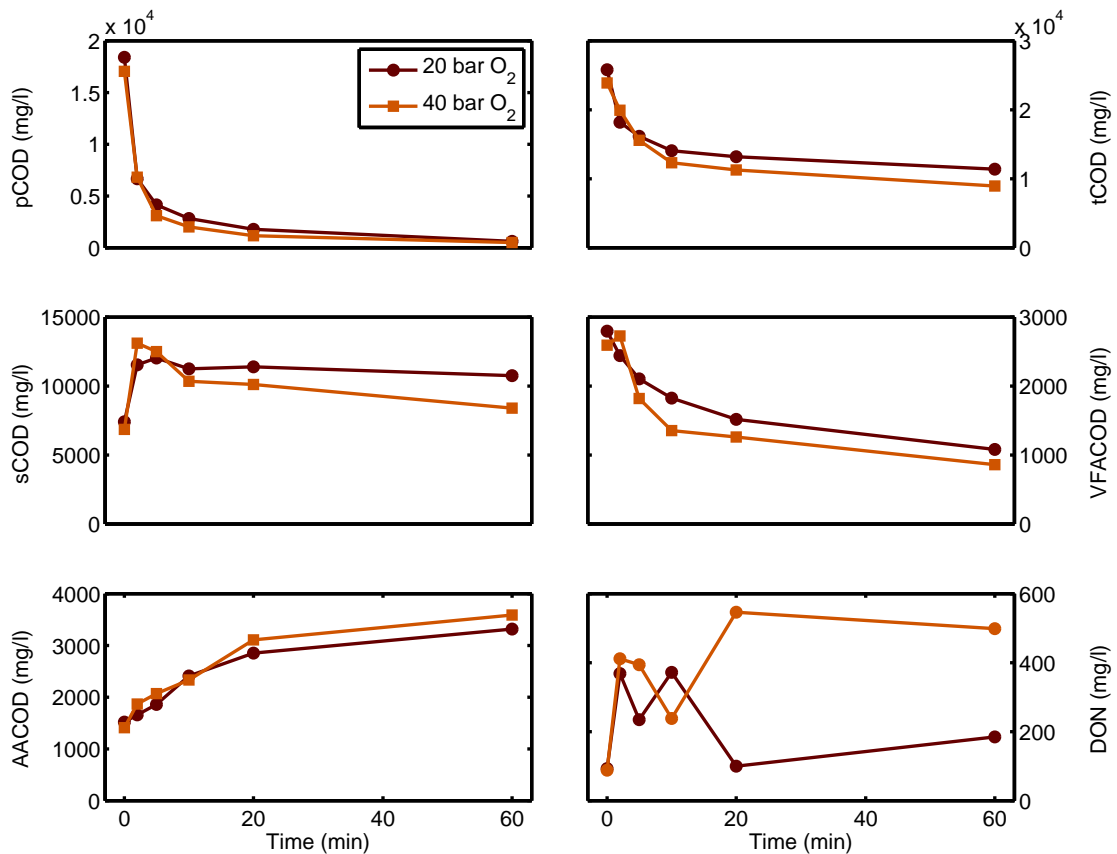 x 10^4
2
1.5
1
0.5
0
pCOD (mg/l)
20 bar O_2
40 bar O_2
x 10^4
3
2
1
0
tCOD (mg/l)
15000
10000
5000
0
sCOD (mg/l)
3000
2000
1000
0
VFACOD (mg/l)
4000
3000
2000
1000
0
AACOD (mg/l)
0 20 40 60
Time (min)
600
400
200
0
DON (mg/l)
0 20 40 60
Time (min)